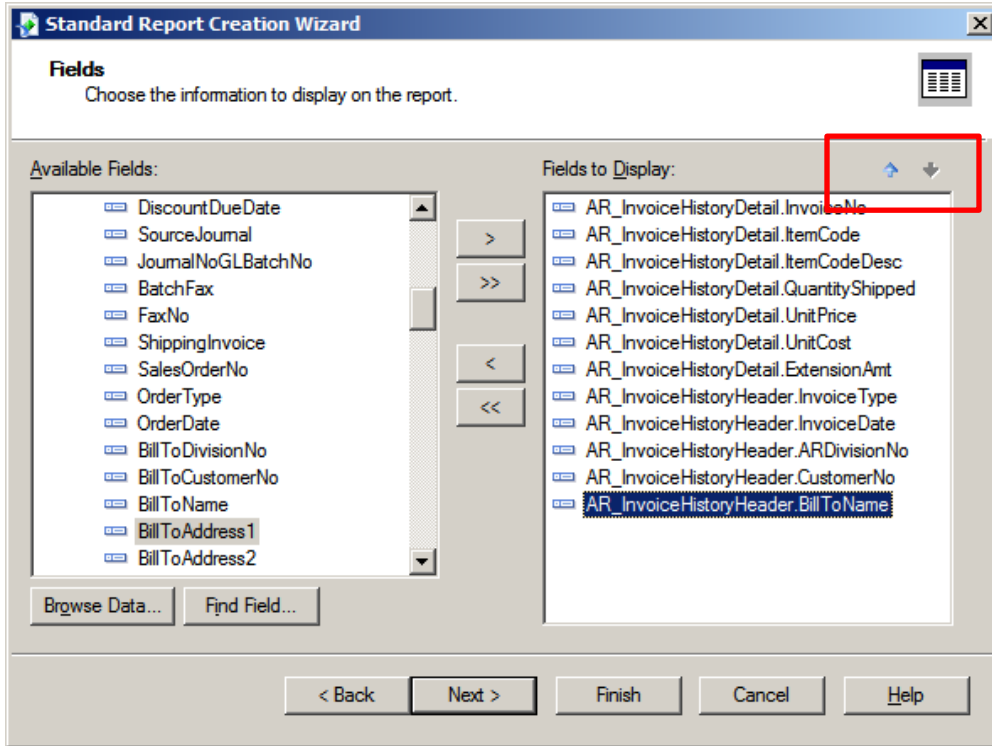 Standard Report Creation Wizard
Fields
Choose the information to display on the report.
Available Fields:
DiscountDueDate
SourceJournal
JournalNoGLBatchNo
BatchFax
FaxNo
ShippingInvoice
SalesOrderNo
OrderType
OrderDate
BillToDivisionNo
BillToCustomerNo
BillToName
BillToAddress1
BillToAddress2
Browse Data...
Find Field...
>
>>
<
<<
Fields to Display:
AR_InvoiceHistoryDetail.InvoiceNo
AR_InvoiceHistoryDetail.ItemCode
AR_InvoiceHistoryDetail.ItemCodeDesc
AR_InvoiceHistoryDetail.QuantityShipped
AR_InvoiceHistoryDetail.UnitPrice
AR_InvoiceHistoryDetail.UnitCost
AR_InvoiceHistoryDetail.ExtensionAmt
AR_InvoiceHistoryHeader.InvoiceType
AR_InvoiceHistoryHeader.InvoiceDate
AR_InvoiceHistoryHeader.ARDivisionNo
AR_InvoiceHistoryHeader.CustomerNo
AR_InvoiceHistoryHeader.BillToName
< Back
Next >
Finish
Cancel
Help